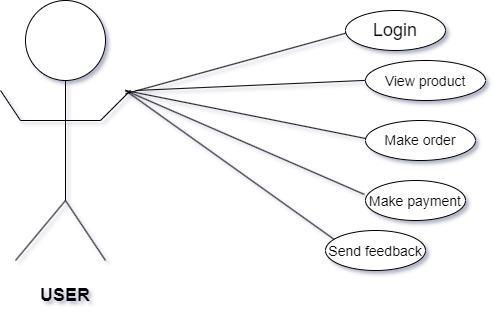 Login
View product
Make order
Make payment
Send feedback
USER